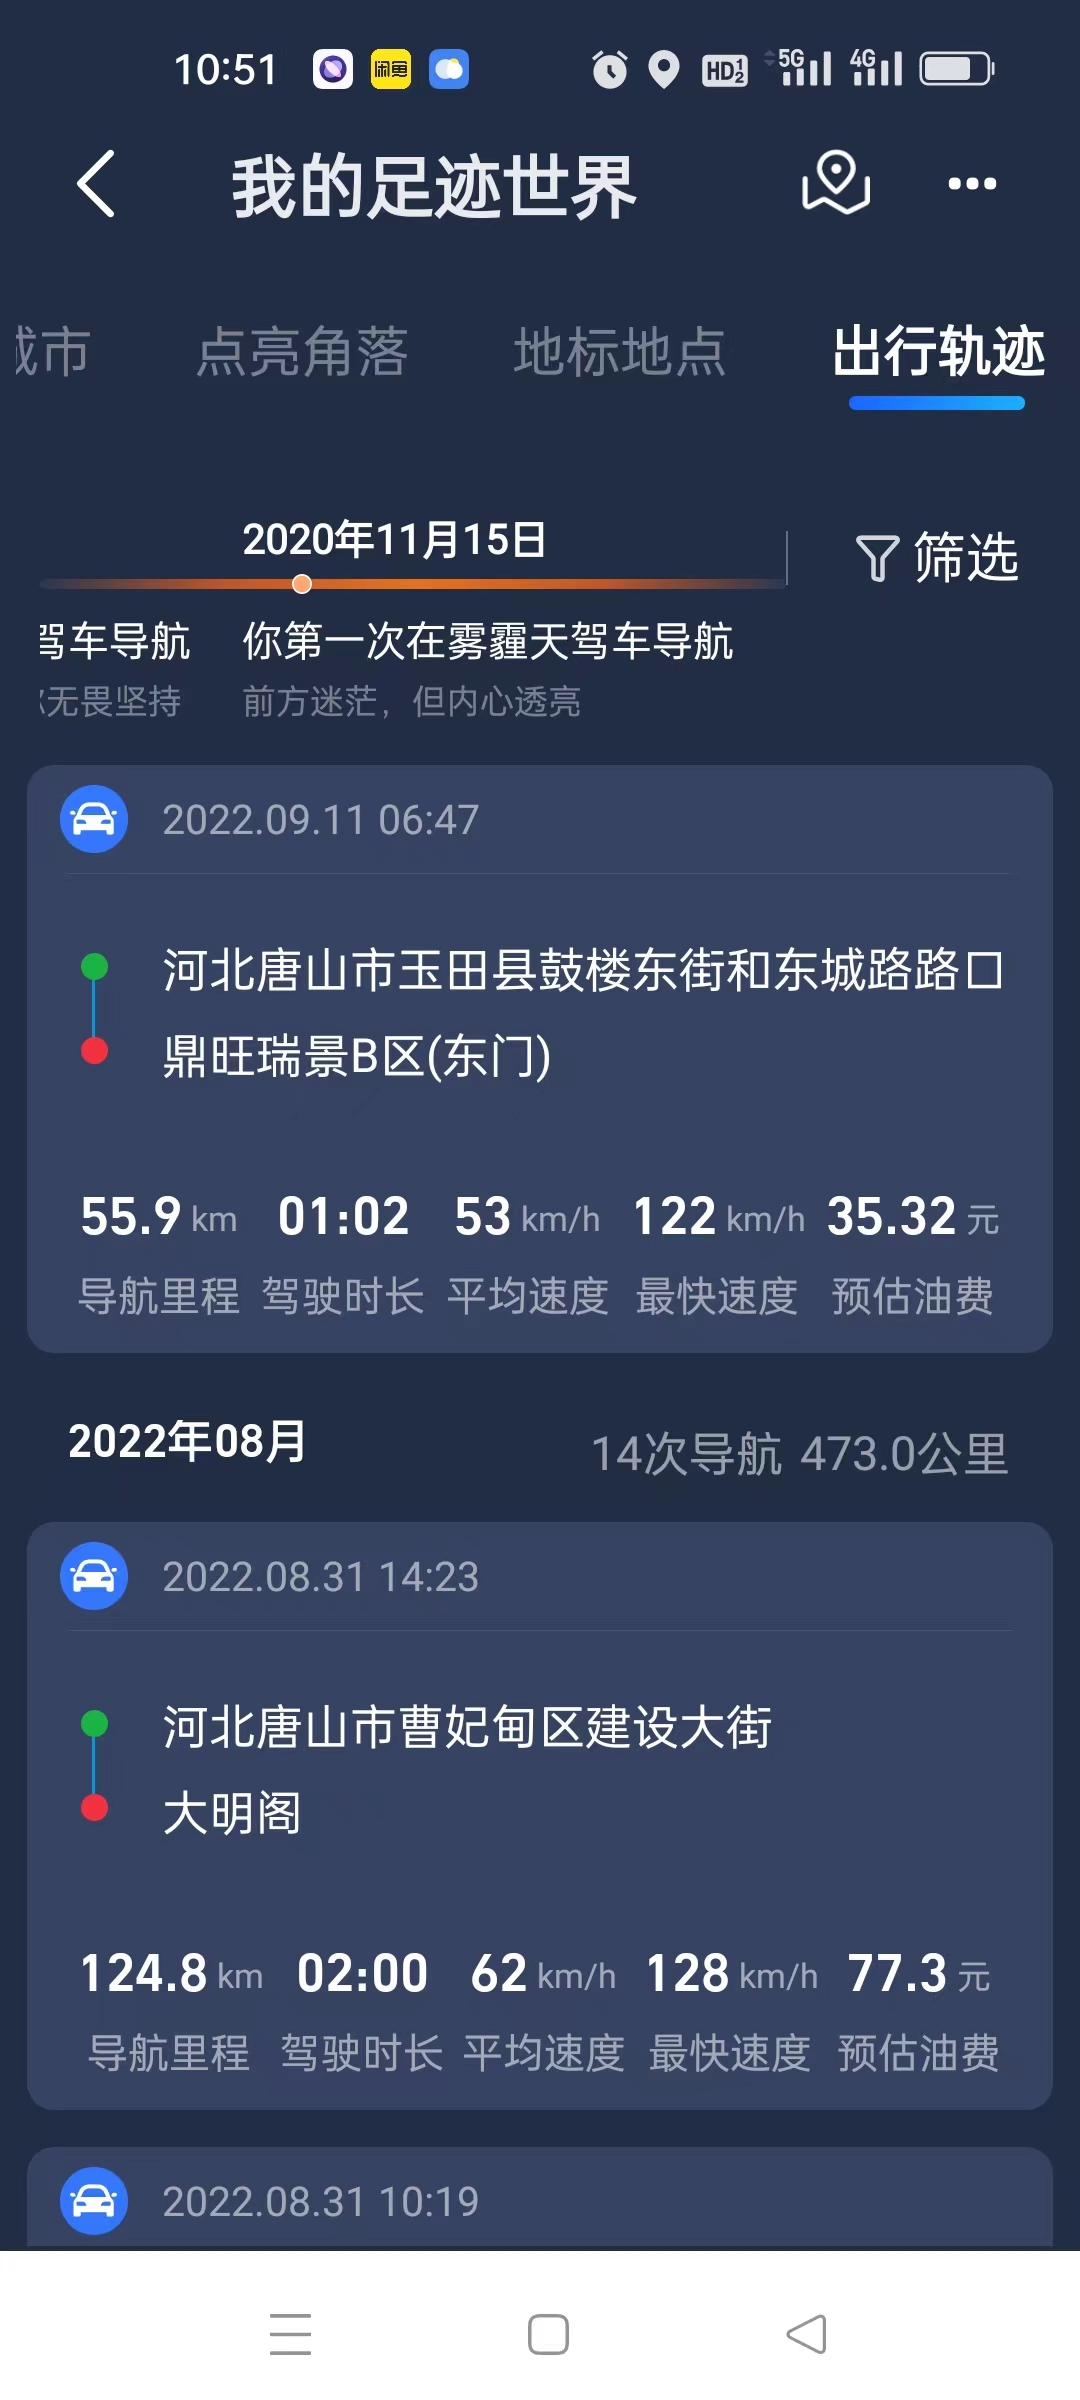 10:51
闲鱼
HD 1 2 5G 4G
我的足迹世界
城市 点亮角落 地标地点 出行轨迹
2020年11月15日
筛选
驾车导航 你第一次在雾霾天驾车导航
无畏坚持 前方迷茫，但内心透亮
2022.09.11 06:47
河北唐山市玉田县鼓楼东街和东城路路口
鼎旺瑞景B区(东门)
55.9 km 01:02 53 km/h 122 km/h 35.32 元
导航里程 驾驶时长 平均速度 最快速度 预估油费
2022年08月 14次导航 473.0公里
2022.08.31 14:23
河北唐山市曹妃甸区建设大街
大明阁
124.8 km 02:00 62 km/h 128 km/h 77.3 元
导航里程 驾驶时长 平均速度 最快速度 预估油费
2022.08.31 10:19